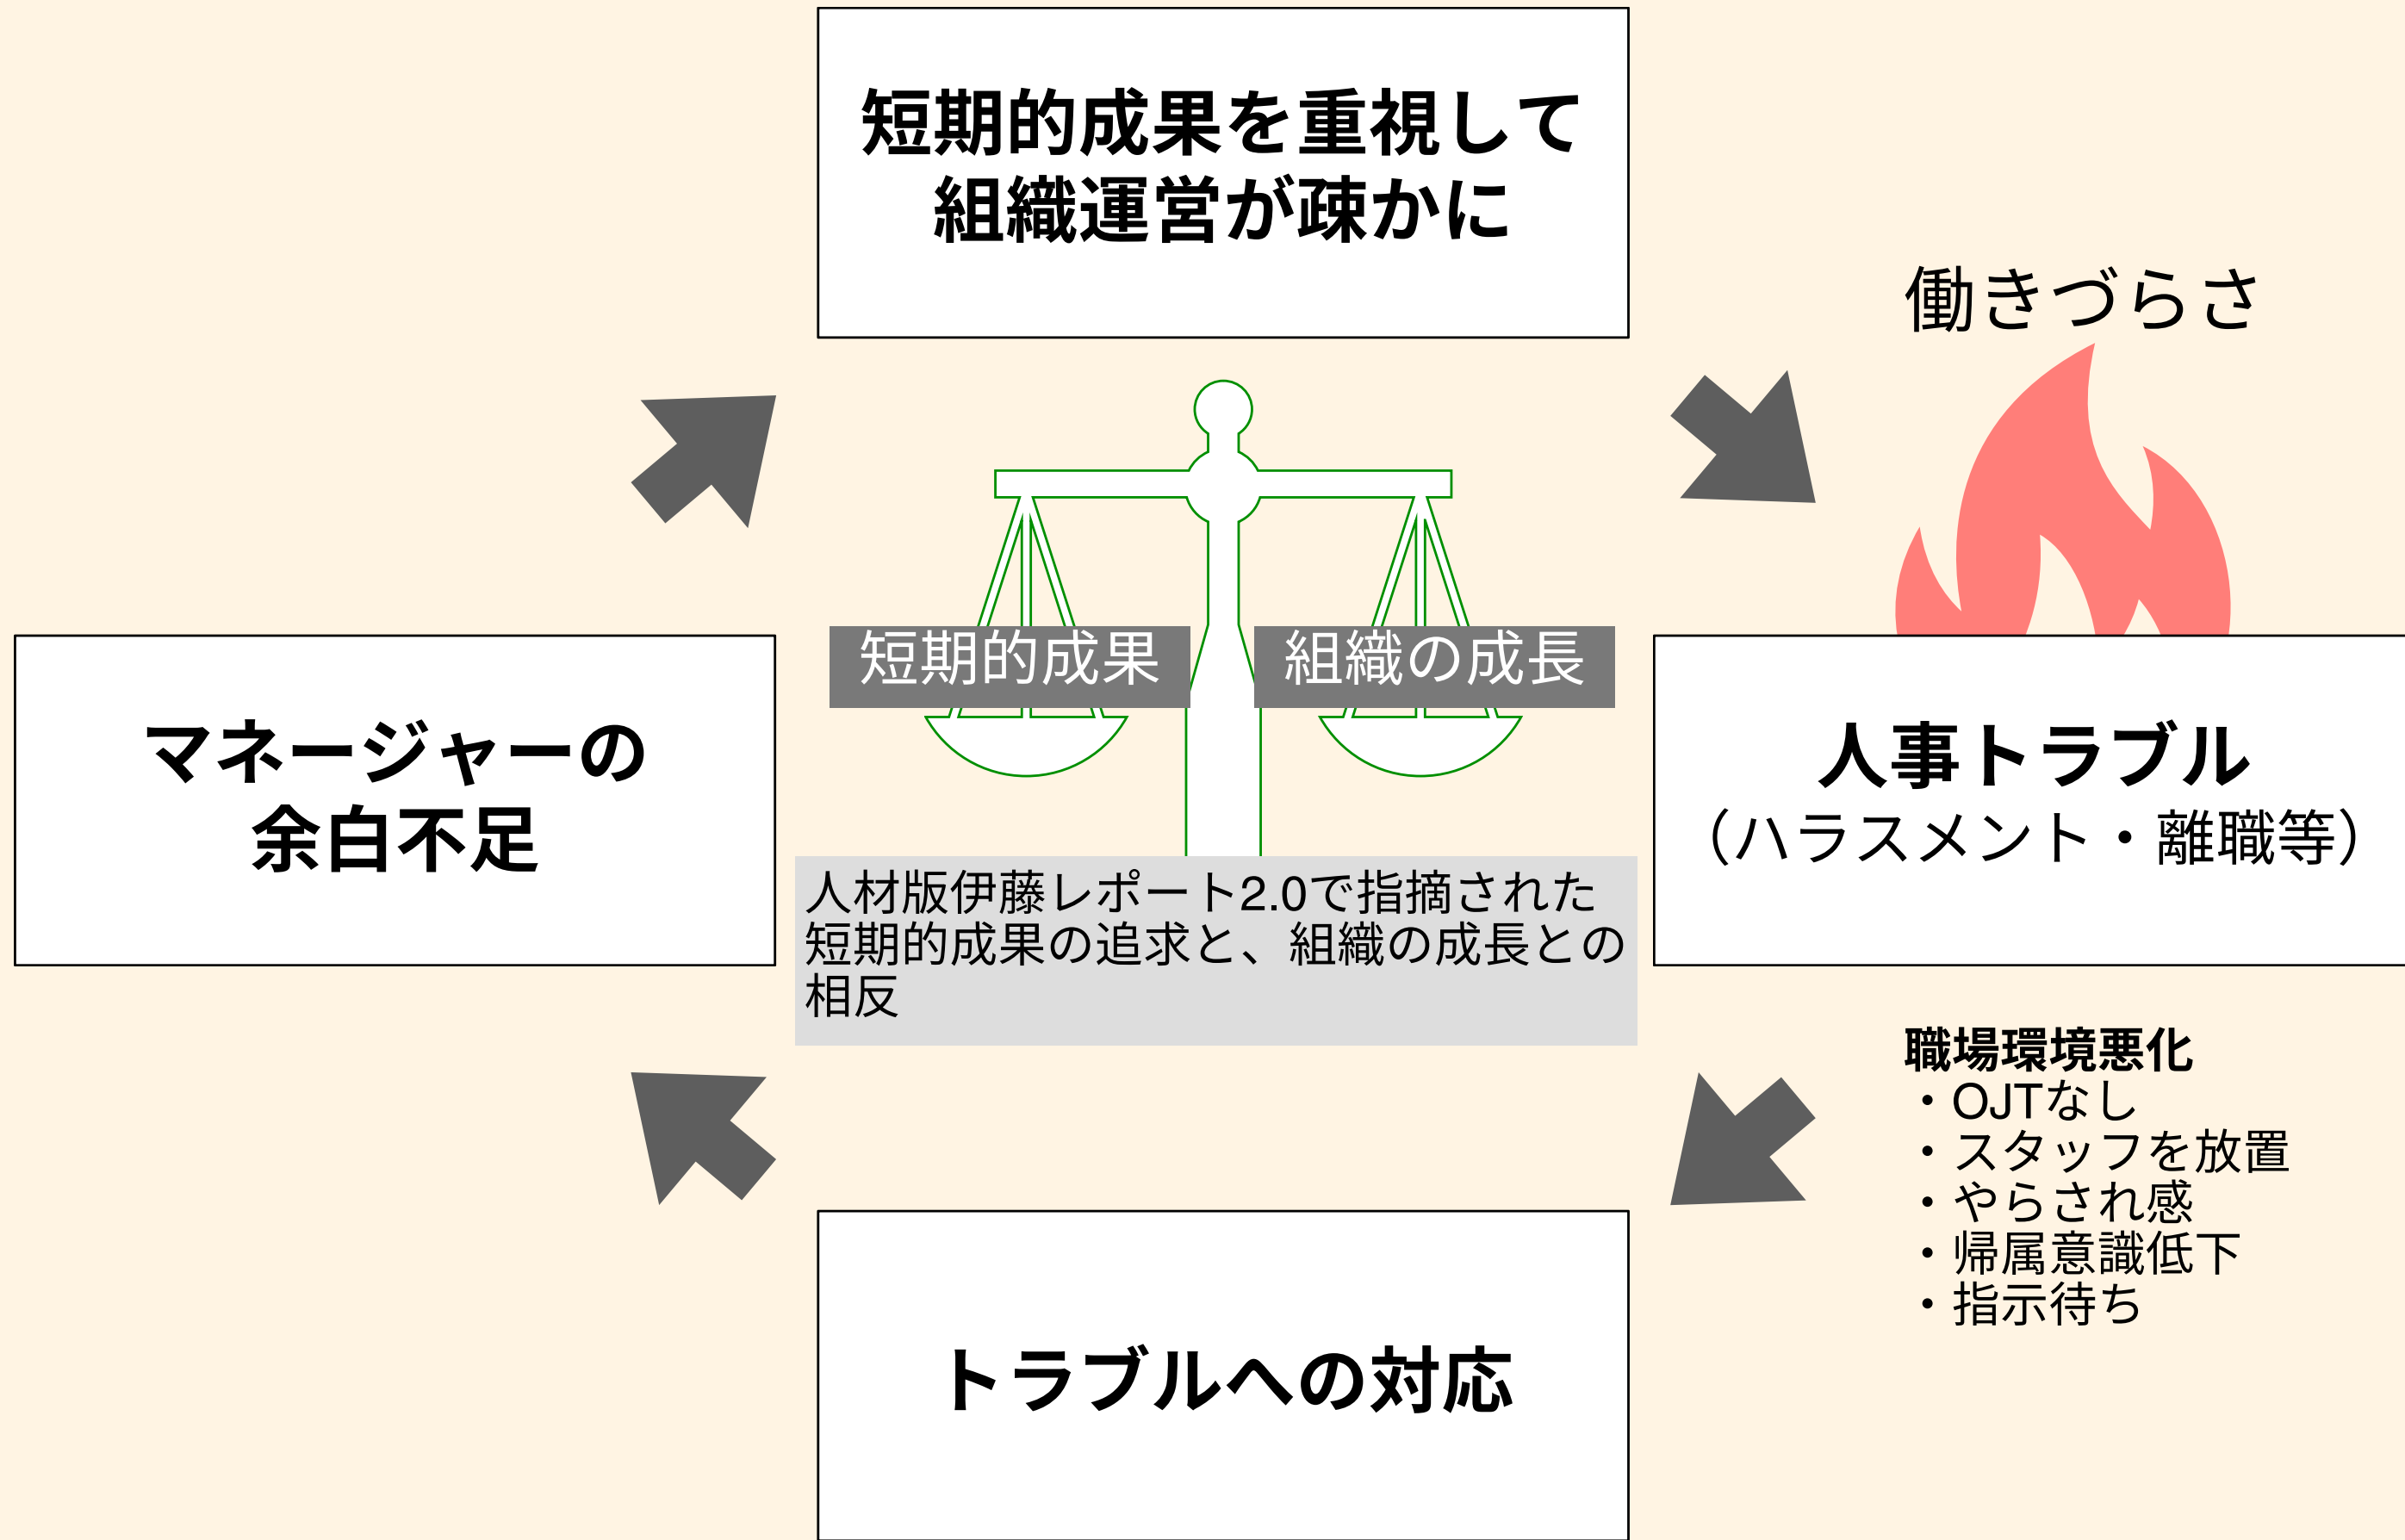 短期的成果を重視して
組織運営が疎かに
働きづらさ
短期的成果
組織の成長
マネージャーの
余白不足
人事トラブル
（ハラスメント・離職等）
人材版伊藤レポート2.0で指摘された
短期的成果の追求と、組織の成長との
相反
職場環境悪化
・OJTなし
・スタッフを放置
・やらされ感
・帰属意識低下
・指示待ち
トラブルへの対応